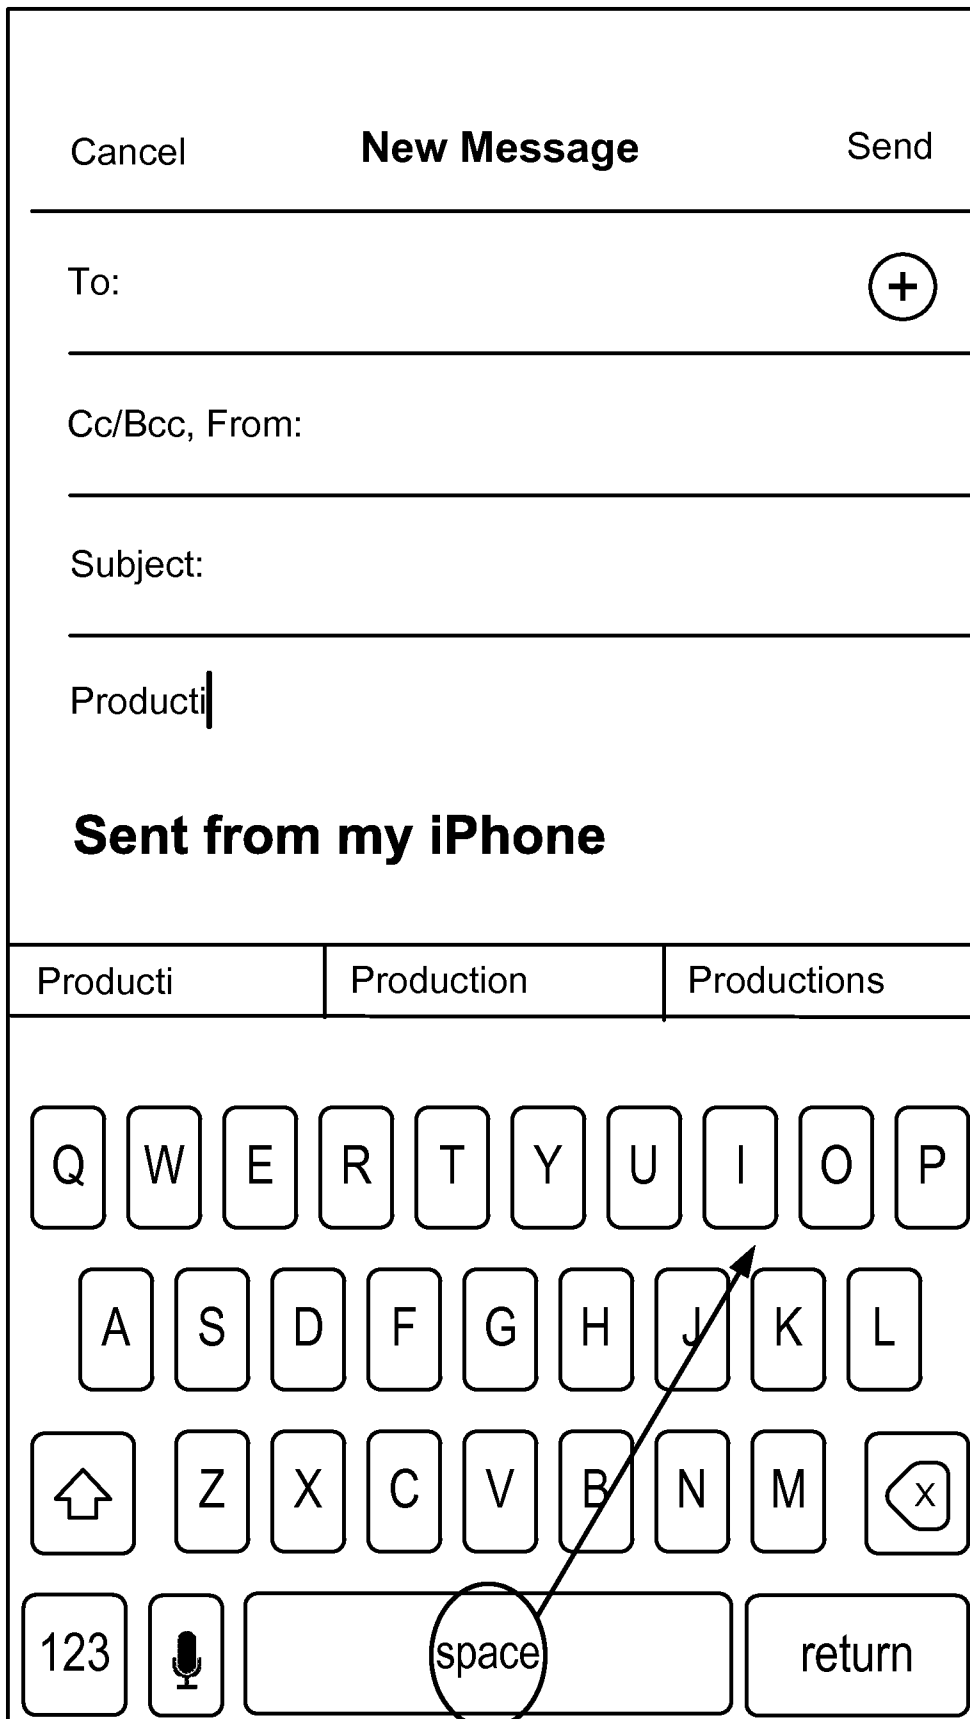 Cancel New Message Send
To: +
Cc/Bcc, From:
Subject:
Producti
Sent from my iPhone
Producti Production Productions
Q W E R T Y U I O P
A S D F G H J K L
Z X C V B N M X
123 space return